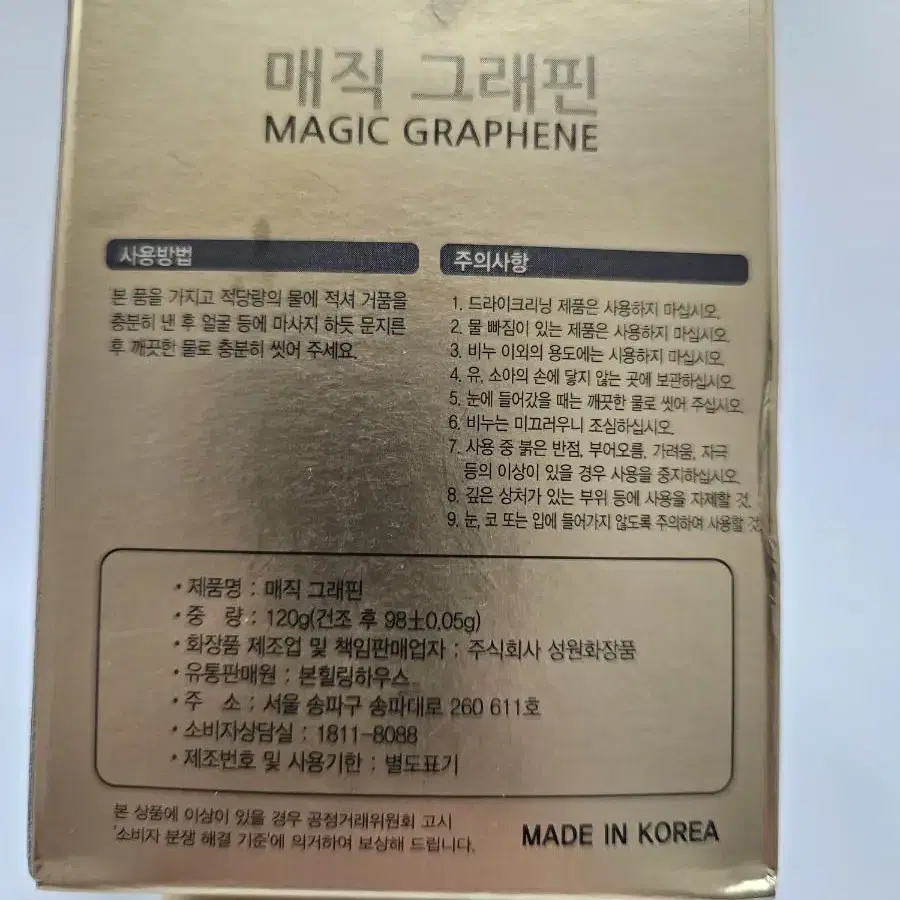 매직 그래핀
MAGIC GRAPHENE
사용방법
본 품을 가지고 적당량의 물에 적셔 거품을
충분히 낸 후 얼굴 등에 마사지 하듯 문지른
후 깨끗한 물로 충분히 씻어 주세요.
주의사항
1. 드라이크리닝 제품은 사용하지 마십시오.
2. 물 빠짐이 있는 제품은 사용하지 마십시오.
3. 비누 이외의 용도에는 사용하지 마십시오.
4. 유, 소아의 손에 닿지 않는 곳에 보관하십시오.
5. 눈에 들어갔을 때는 깨끗한 물로 씻어 주십시오.
6. 비누는 미끄러우니 조심하십시오.
7. 사용 중 붉은 반점, 부어오름, 가려움, 자극
등의 이상이 있을 경우 사용을 중지하십시오.
8. 깊은 상처가 있는 부위 등에 사용을 자제할 것.
9. 눈, 코 또는 입에 들어가지 않도록 주의하여 사용할 것.
• 제품명 : 매직 그래핀
• 중 량 : 120g(건조 후 98±0.05g)
• 화장품 제조업 및 책임판매업자 : 주식회사 성원화장품
• 유통판매원 : 본힐링하우스
• 주 소 : 서울 송파구 송파대로 260 611호
• 소비자상담실 : 1811-8088
• 제조번호 및 사용기한 : 별도표기
본 상품에 이상이 있을 경우 공정거래위원회 고시
'소비자 분쟁 해결 기준'에 의거하여 보상해 드립니다.
MADE IN KOREA